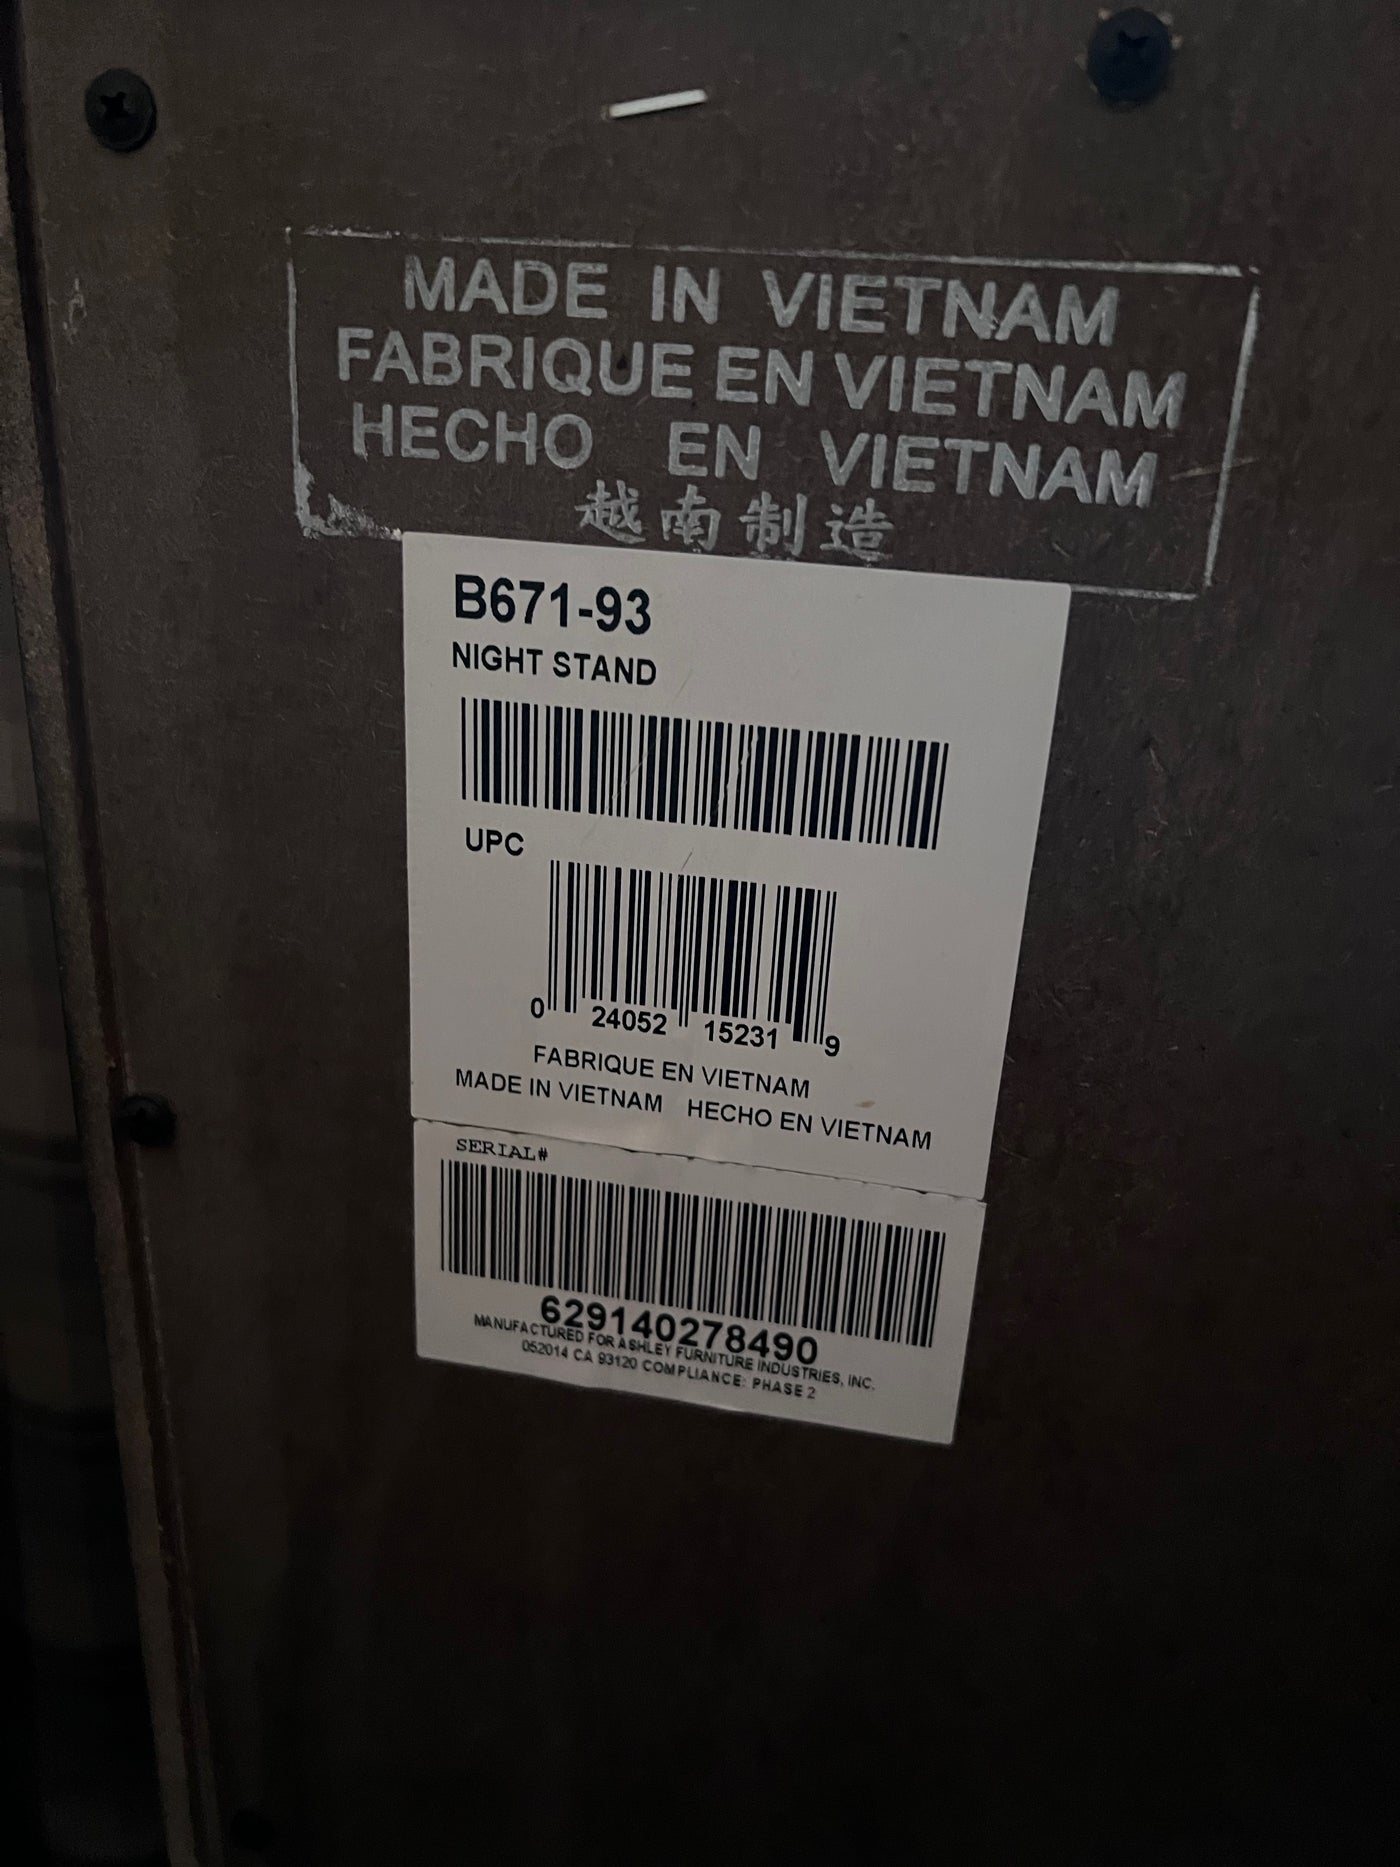 MADE IN VIETNAM
FABRIQUE EN VIETNAM
HECHO EN VIETNAM
越南制造
B671-93
NIGHT STAND
UPC
0 24052 15231 9
FABRIQUE EN VIETNAM
MADE IN VIETNAM HECHO EN VIETNAM
SERIAL#
629140278490
MANUFACTURED FOR ASHLEY FURNITURE INDUSTRIES, INC.
052014 CA 93120 COMPLIANCE: PHASE 2